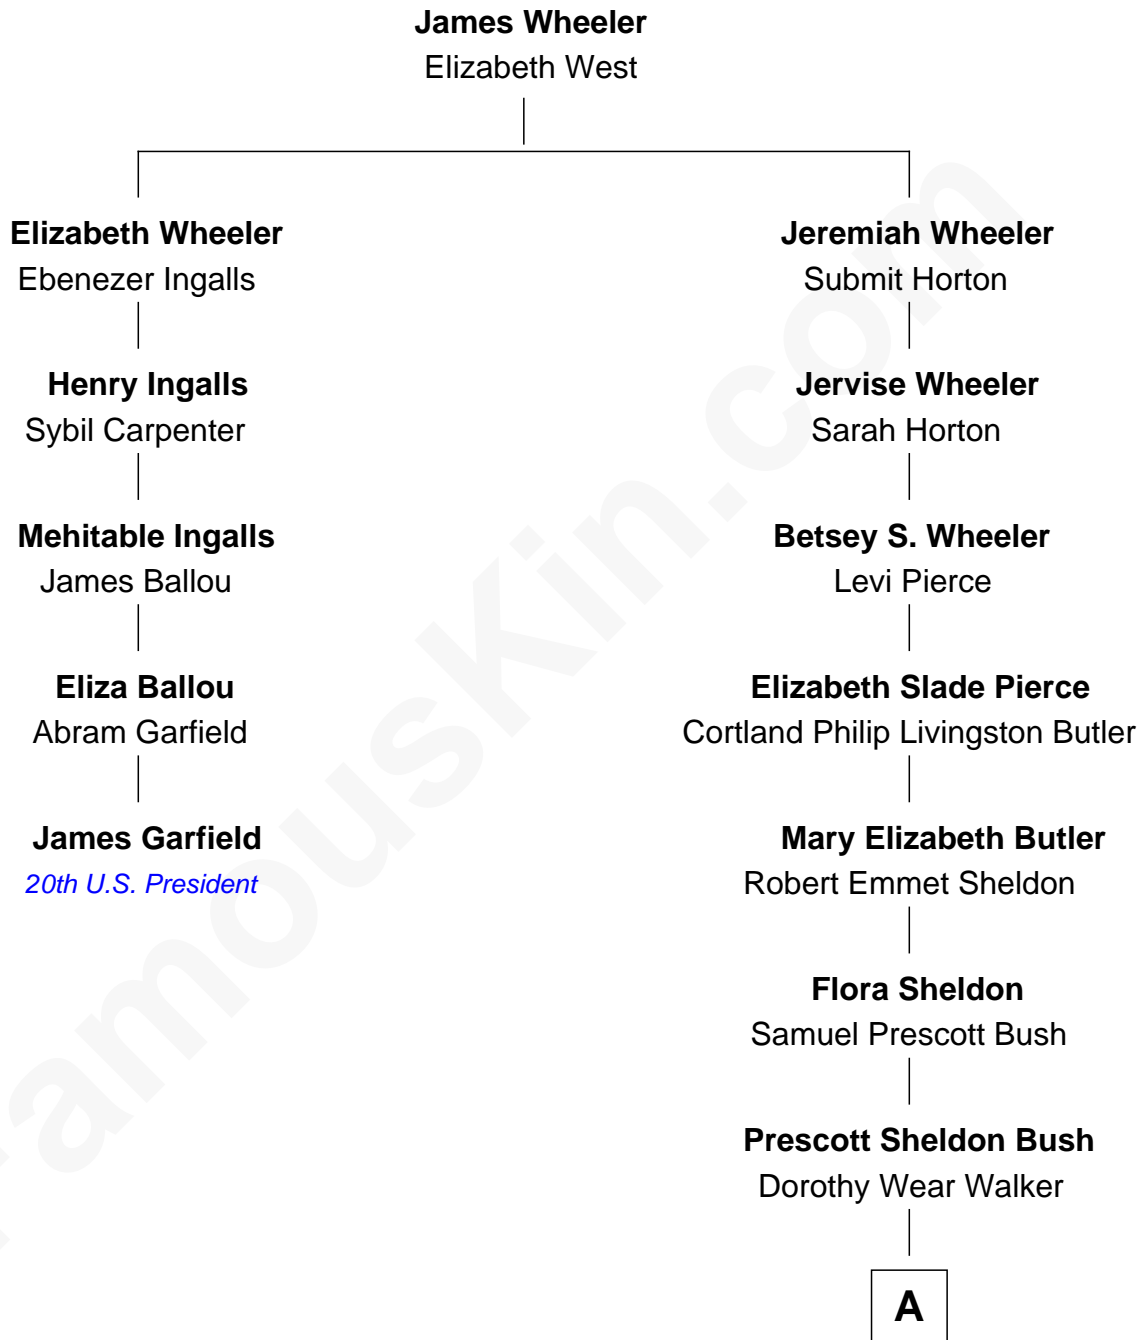 James Wheeler
Elizabeth West
Elizabeth Wheeler
Ebenezer Ingalls
Henry Ingalls
Sybil Carpenter
Mehitable Ingalls
James Ballou
Eliza Ballou
Abram Garfield
James Garfield
20th U.S. President
Jeremiah Wheeler
Submit Horton
Jervise Wheeler
Sarah Horton
Betsey S. Wheeler
Levi Pierce
Elizabeth Slade Pierce
Cortland Philip Livingston Butler
Mary Elizabeth Butler
Robert Emmet Sheldon
Flora Sheldon
Samuel Prescott Bush
Prescott Sheldon Bush
Dorothy Wear Walker
A
FamousKin.com